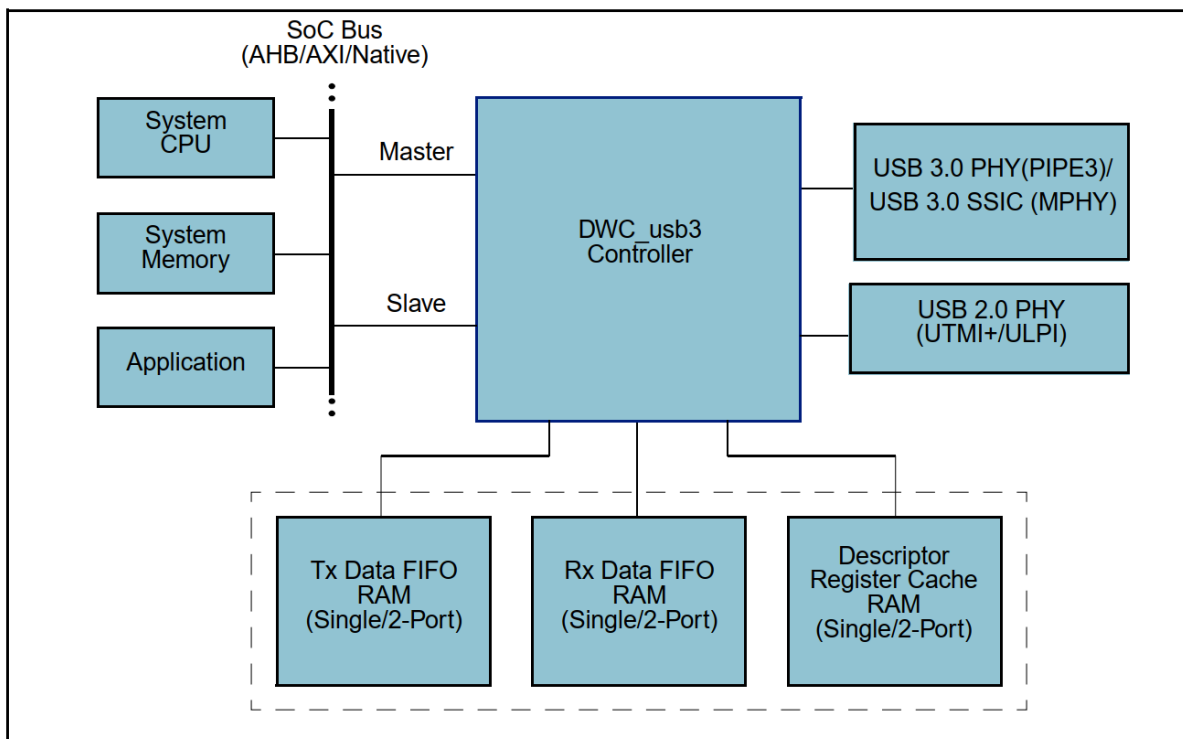 SoC Bus
(AHB/AXI/Native)
System
CPU
Master
System
Memory
Slave
Application
DWC_usb3
Controller
USB 3.0 PHY(PIPE3)/
USB 3.0 SSIC (MPHY)
USB 2.0 PHY
(UTMI+/ULPI)
Tx Data FIFO
RAM
(Single/2-Port)
Rx Data FIFO
RAM
(Single/2-Port)
Descriptor
Register Cache
RAM
(Single/2-Port)